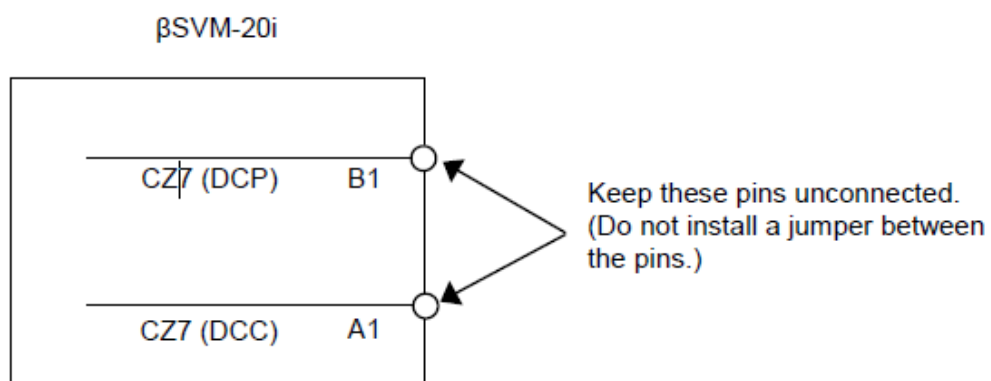 βSVM-20i
CZ7 (DCP) B1
Keep these pins unconnected.
(Do not install a jumper between
the pins.)
CZ7 (DCC) A1